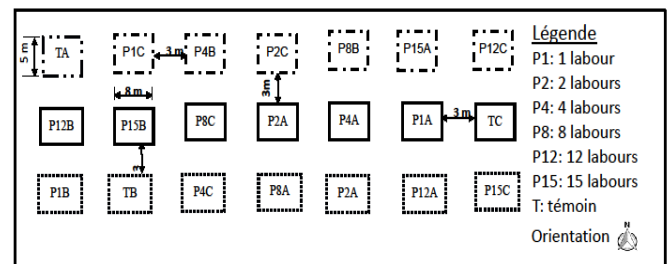 TA P1C 3 m P4B P2C P8B P15A P12C
5 m
8 m
3m
P12B P15B P8C P2A P4A P1A 3 m TC
3
P1B TB P4C P8A P2A P12A P15C
Légende
P1: 1 labour
P2: 2 labours
P4: 4 labours
P8: 8 labours
P12: 12 labours
P15: 15 labours
T: témoin
Orientation N